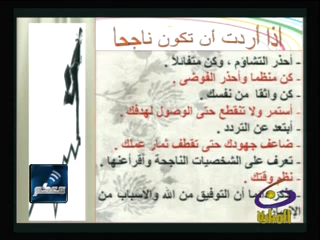 إذا أردت أن تكون ناجحا
- أحذر التشاؤم ، وكن متفائلاً .
- كن منظما وأحذر الفوضى .
- كن واثقا من نفسك .
- أستمر ولا تنقطع حتى الوصول لهدفك .
- أبتعد عن التردد .
- ضاعف جهودك حتى تقطف ثمار عملك .
- تعرف على الشخصيات الناجحة وأقرأ عنها .
- نظم وقتك .
دائما أن التوفيق من الله والأسباب من
معكم